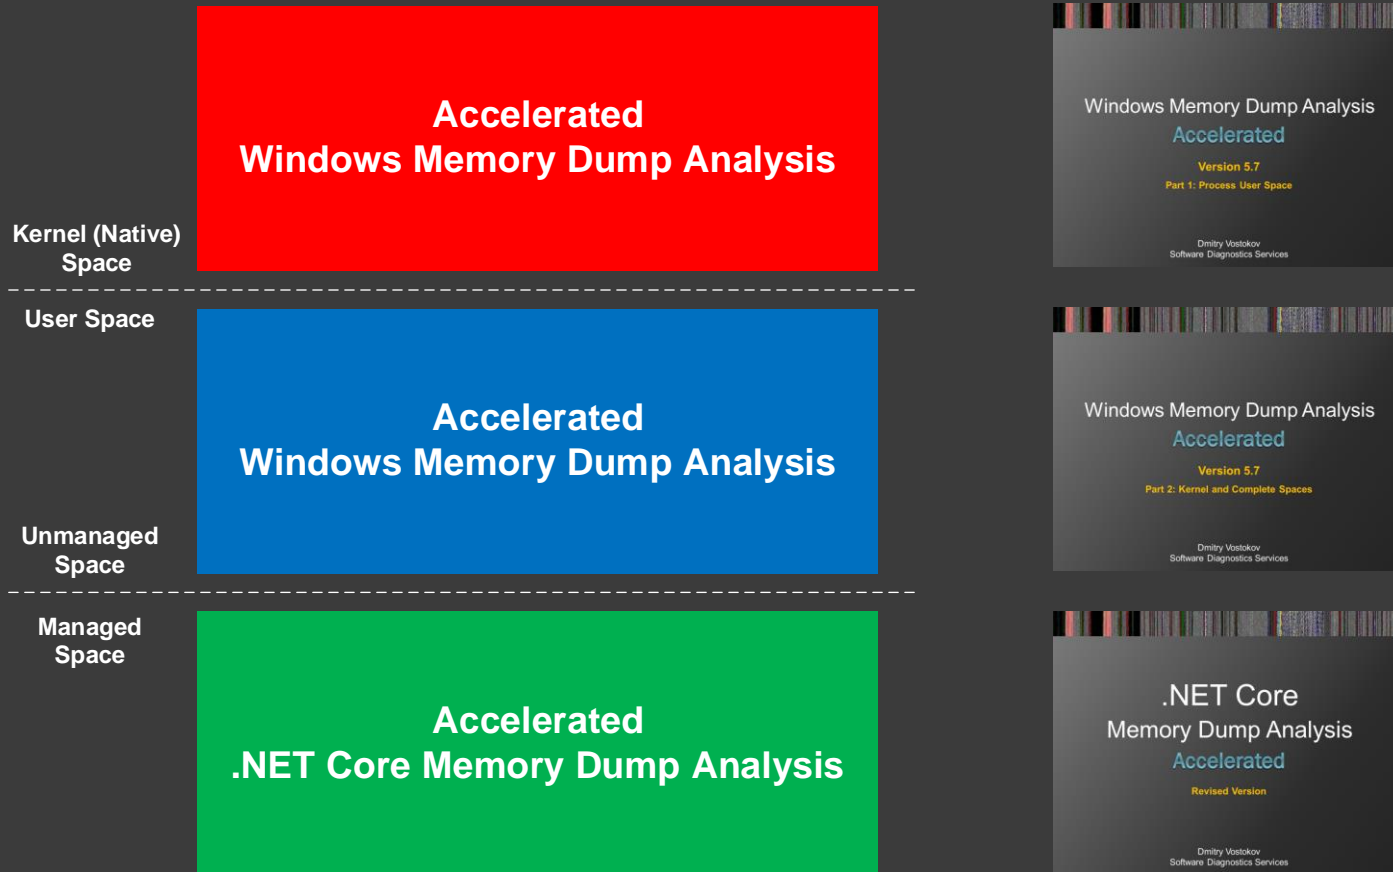 Accelerated
Windows Memory Dump Analysis
Kernel (Native)
Space
Windows Memory Dump Analysis
Accelerated
Version 5.7
Part 1: Process User Space
Dmitry Vostokov
Software Diagnostics Services
User Space
Accelerated
Windows Memory Dump Analysis
Unmanaged
Space
Windows Memory Dump Analysis
Accelerated
Version 5.7
Part 2: Kernel and Complete Spaces
Dmitry Vostokov
Software Diagnostics Services
Managed
Space
Accelerated
.NET Core Memory Dump Analysis
.NET Core
Memory Dump Analysis
Accelerated
Revised Version
Dmitry Vostokov
Software Diagnostics Services